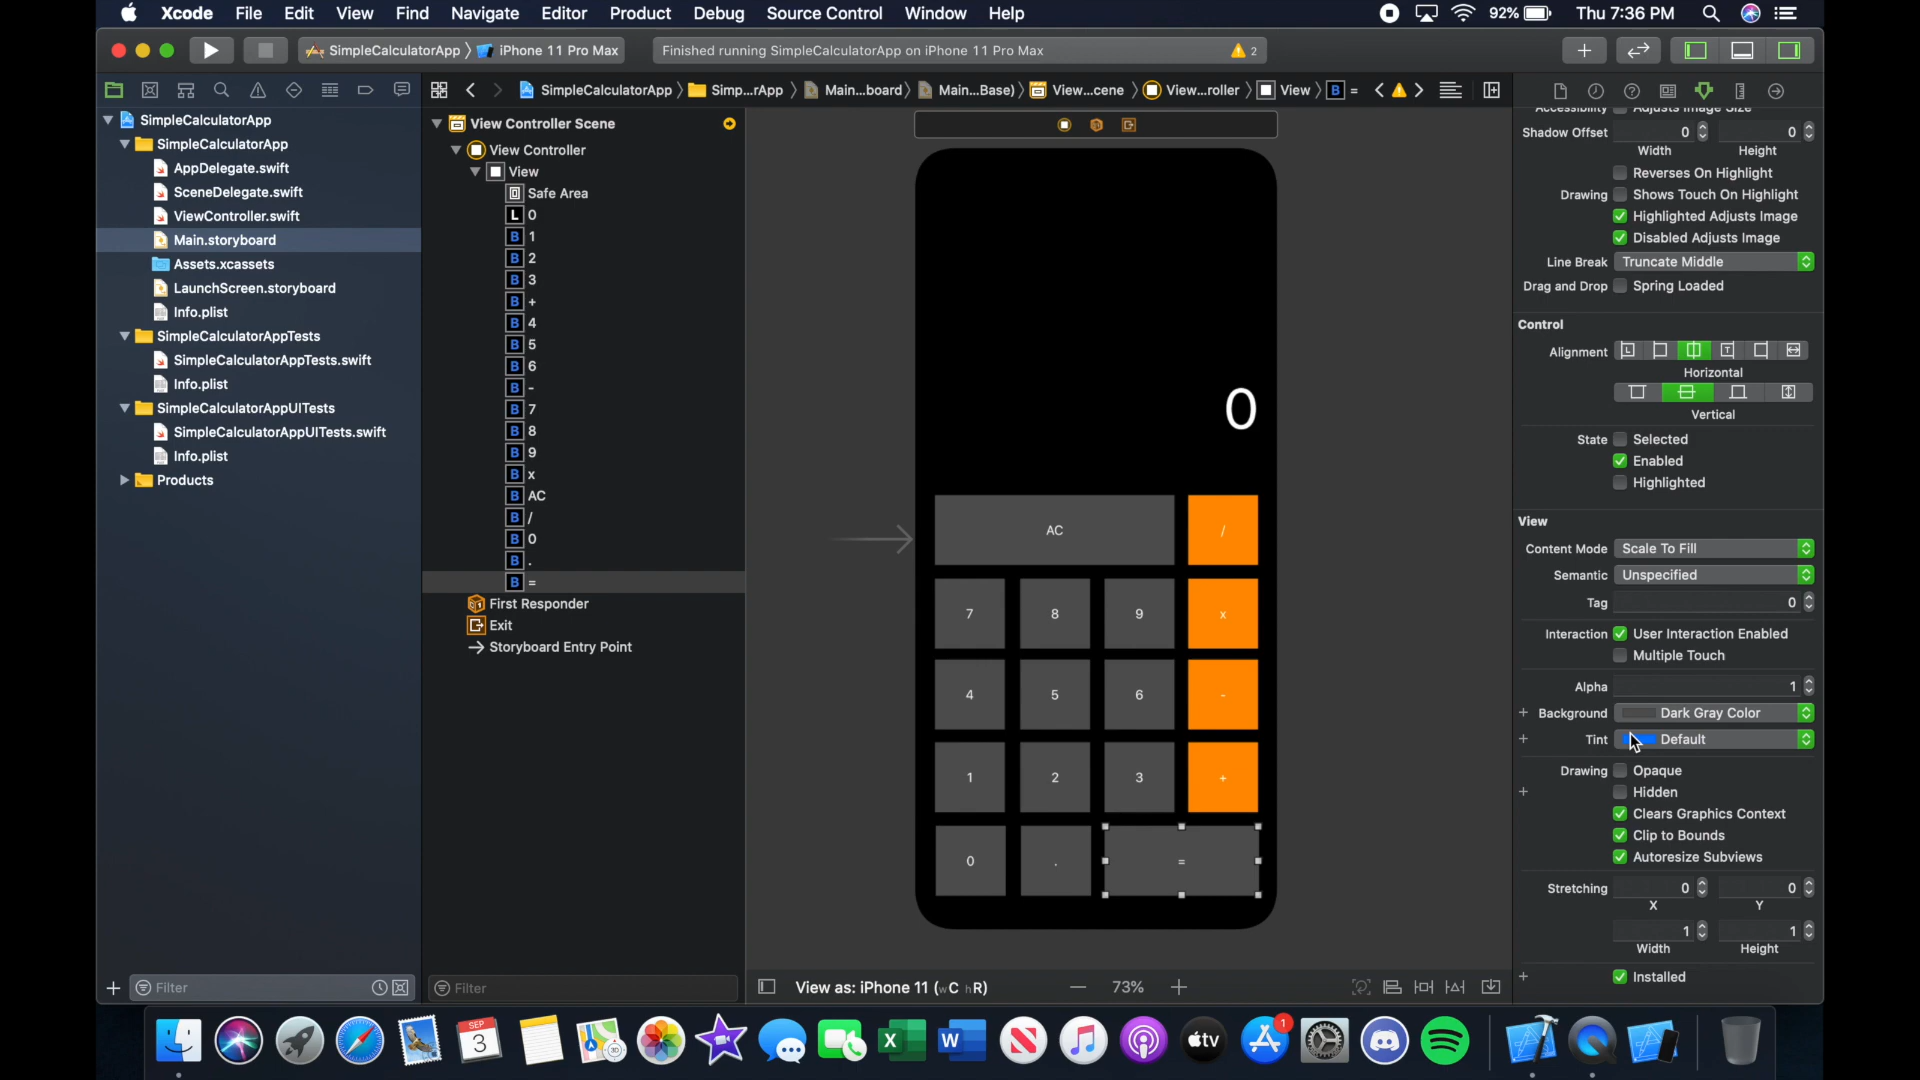 Xcode File Edit View Find Navigate Editor Product Debug Source Control Window Help 92% Thu 7:36 PM
SimpleCalculatorApp iPhone 11 Pro Max Finished running SimpleCalculatorApp on iPhone 11 Pro Max 2
SimpleCalculatorApp Simp...rApp Main...board Main...Base) View...cene View...roller View B =
SimpleCalculatorApp
SimpleCalculatorApp
AppDelegate.swift
SceneDelegate.swift
ViewController.swift
Main.storyboard
Assets.xcassets
LaunchScreen.storyboard
Info.plist
SimpleCalculatorAppTests
SimpleCalculatorAppTests.swift
Info.plist
SimpleCalculatorAppUITests
SimpleCalculatorAppUITests.swift
Info.plist
Products
Filter
View Controller Scene
View Controller
View
Safe Area
L 0
B 1
B 2
B 3
B +
B 4
B 5
B 6
B -
B 7
B 8
B 9
B x
B AC
B /
B 0
B .
B =
First Responder
Exit
Storyboard Entry Point
Filter
0
AC /
7 8 9 x
4 5 6 -
1 2 3 +
0 . =
View as: iPhone 11 (wC hR) 73%
Accessibility Adjusts Image Size
Shadow Offset 0 0
Width Height
Reverses On Highlight
Drawing Shows Touch On Highlight
Highlighted Adjusts Image
Disabled Adjusts Image
Line Break Truncate Middle
Drag and Drop Spring Loaded
Control
Alignment
Horizontal
Vertical
State Selected
Enabled
Highlighted
View
Content Mode Scale To Fill
Semantic Unspecified
Tag 0
Interaction User Interaction Enabled
Multiple Touch
Alpha 1
Background Dark Gray Color
Tint Default
Drawing Opaque
Hidden
Clears Graphics Context
Clip to Bounds
Autoresize Subviews
Stretching 0 0
X Y
1 1
Width Height
Installed
SEP
3
tv
1